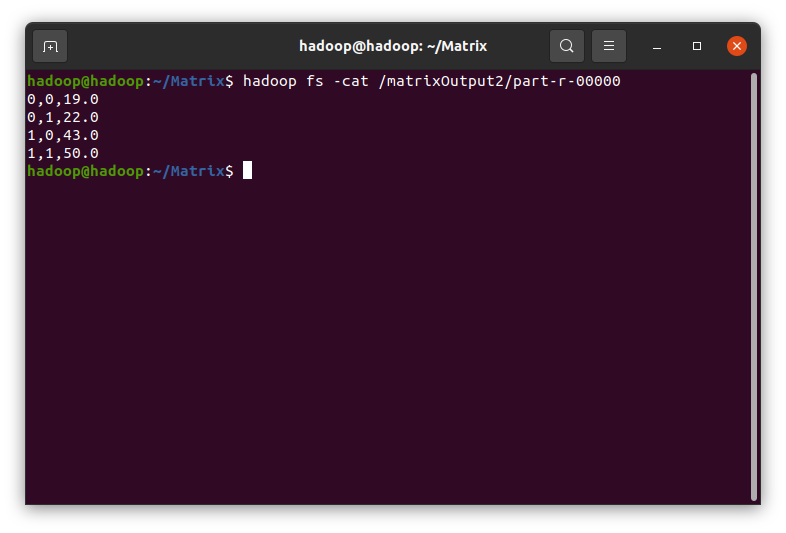 hadoop@hadoop: ~/Matrix
hadoop@hadoop:~/Matrix$ hadoop fs -cat /matrixOutput2/part-r-00000
0,0,19.0
0,1,22.0
1,0,43.0
1,1,50.0
hadoop@hadoop:~/Matrix$